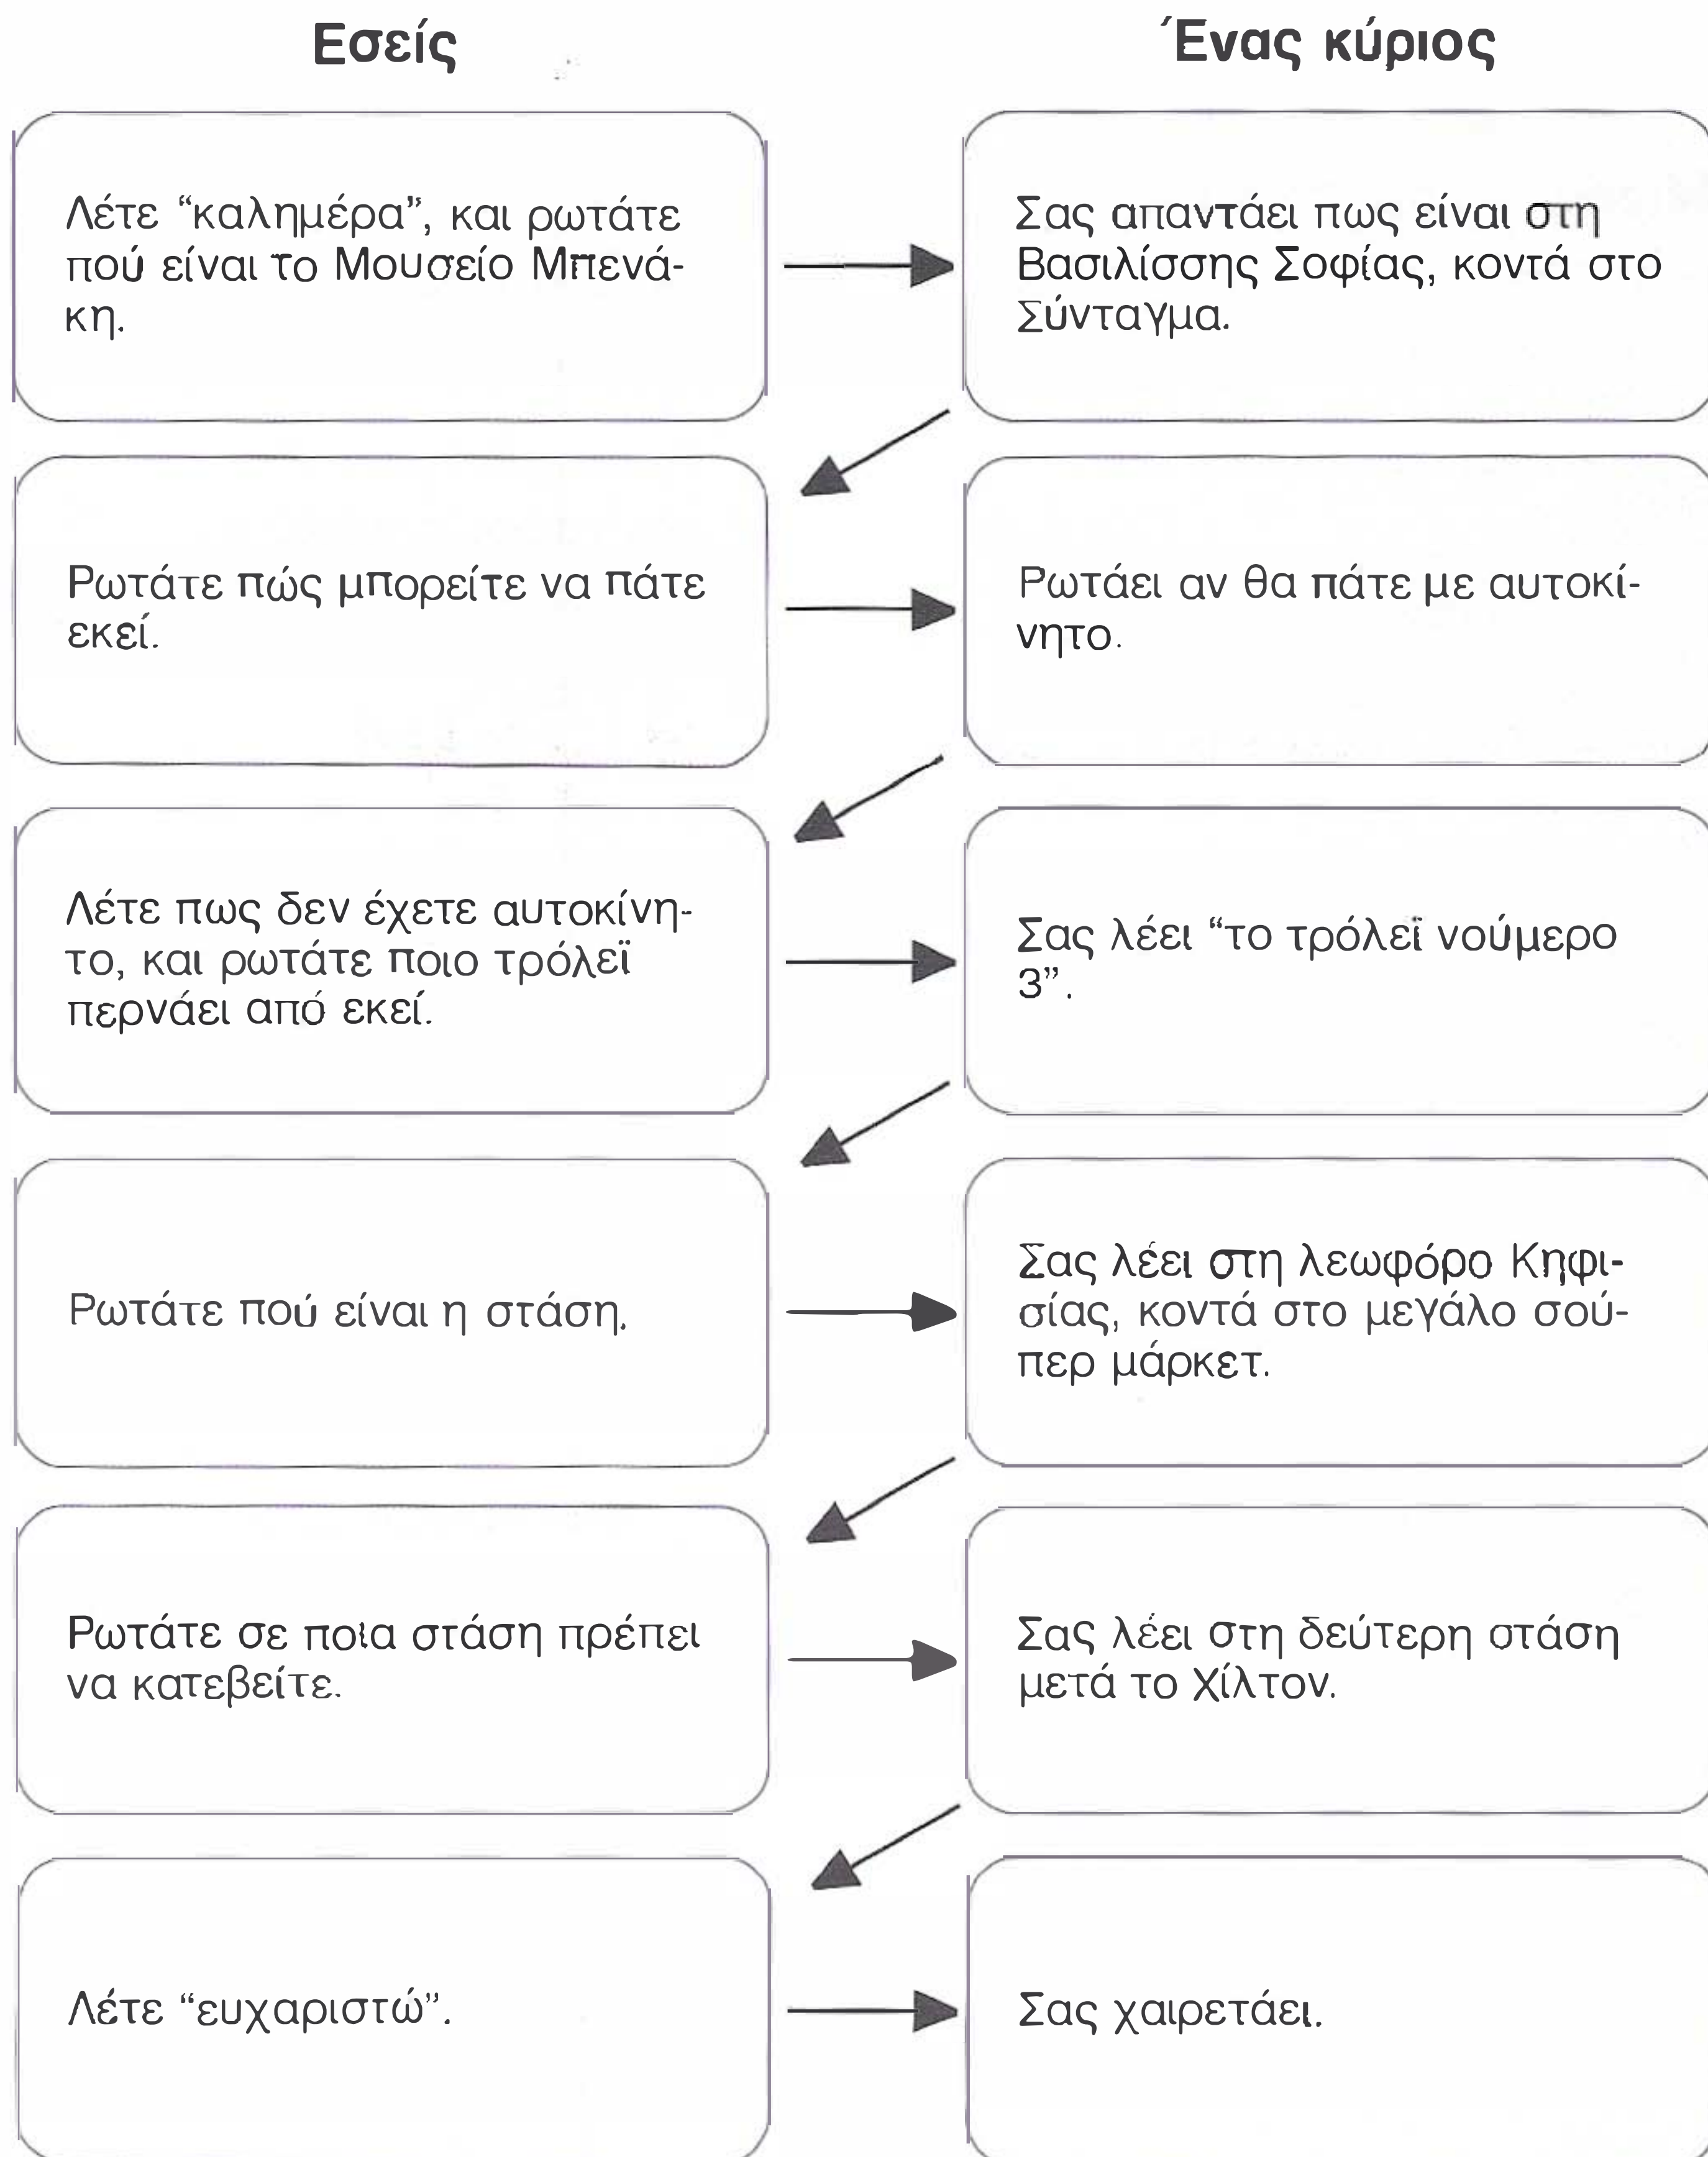 Εσείς
Ένας κύριος
Λέτε “καλημέρα”, και ρωτάτε
πού είναι το Μουσείο Μπενά-
κη.
Σας απαντάει πως είναι στη
Βασιλίσσης Σοφίας, κοντά στο
Σύνταγμα.
Ρωτάτε πώς μπορείτε να πάτε
εκεί.
Ρωτάει αν θα πάτε με αυτοκί-
νητο.
Λέτε πως δεν έχετε αυτοκίνη-
το, και ρωτάτε ποιο τρόλεϊ
περνάει από εκεί.
Σας λέει “το τρόλεϊ νούμερο
3”.
Ρωτάτε πού είναι η στάση.
Σας λέει στη λεωφόρο Κηφι-
σίας, κοντά στο μεγάλο σού-
περ μάρκετ.
Ρωτάτε σε ποια στάση πρέπει
να κατεβείτε.
Σας λέει στη δεύτερη στάση
μετά το Χίλτον.
Λέτε “ευχαριστώ”.
Σας χαιρετάει.